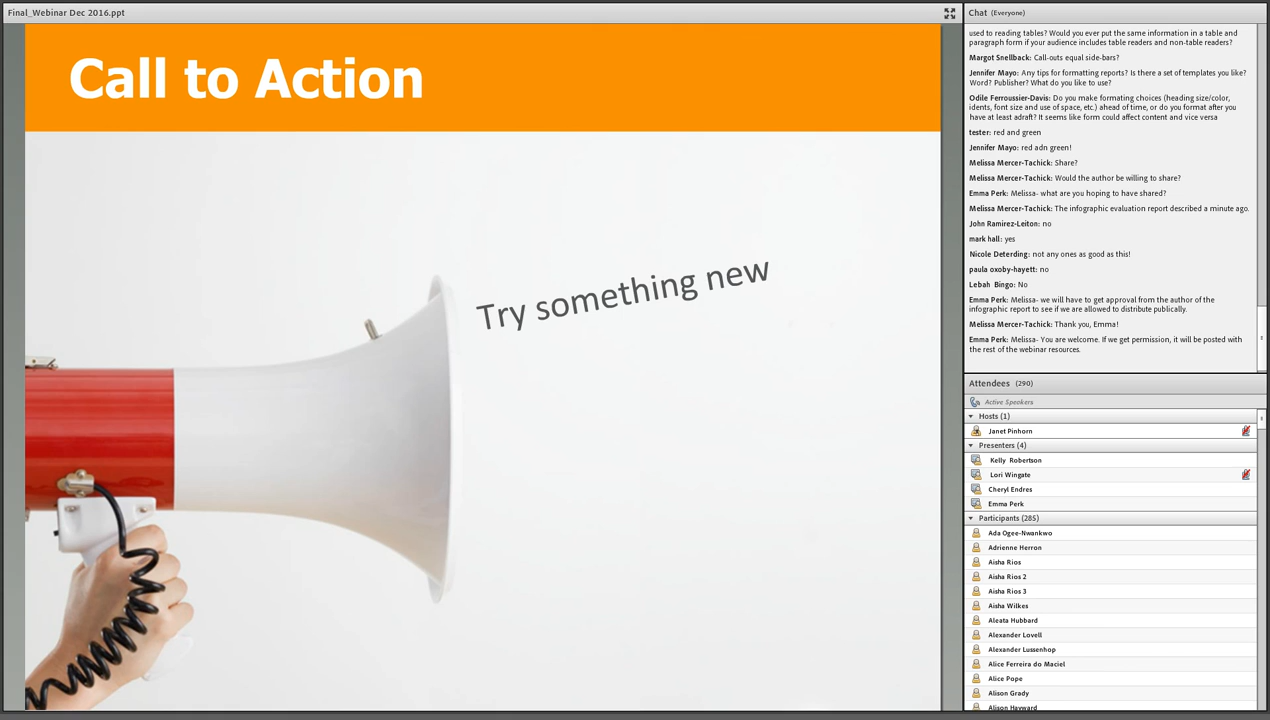 Final_Webinar Dec 2016.ppt
Call to Action
Try something new
Chat (Everyone)
used to reading tables? Would you ever put the same information in a table and
paragraph form if your audience includes table readers and non-table readers?
Margot Snellback: Call-outs equal side-bars?
Jennifer Mayo: Any tips for formatting reports? Is there a set of templates you like?
Word? Publisher? What do you like to use?
Odile Ferroussier-Davis: Do you make formating choices (heading size/color,
idents, font size and use of space, etc.) ahead of time, or do you format after you
have at least adraft? It seems like form could affect content and vice versa
tester: red and green
Jennifer Mayo: red adn green!
Melissa Mercer-Tachick: Share?
Melissa Mercer-Tachick: Would the author be willing to share?
Emma Perk: Melissa- what are you hoping to have shared?
Melissa Mercer-Tachick: The infographic evaluation report described a minute ago.
John Ramirez-Leiton: no
mark hall: yes
Nicole Deterding: not any ones as good as this!
paula oxoby-hayett: no
Lebah Bingo: No
Emma Perk: Melissa- we will have to get approval from the author of the
infographic report to see if we are allowed to distribute publically.
Melissa Mercer-Tachick: Thank you, Emma!
Emma Perk: Melissa- You are welcome. If we get permission, it will be posted with
the rest of the webinar resources.
Attendees (290)
Active Speakers
Hosts (1)
Janet Pinhorn
Presenters (4)
Kelly Robertson
Lori Wingate
Cheryl Endres
Emma Perk
Participants (285)
Ada Ogee-Nwankwo
Adrienne Herron
Aisha Rios
Aisha Rios 2
Aisha Rios 3
Aisha Wilkes
Aleata Hubbard
Alexander Lovell
Alexander Lussenhop
Alice Ferreira do Maciel
Alice Pope
Alison Grady
Alison Hayward